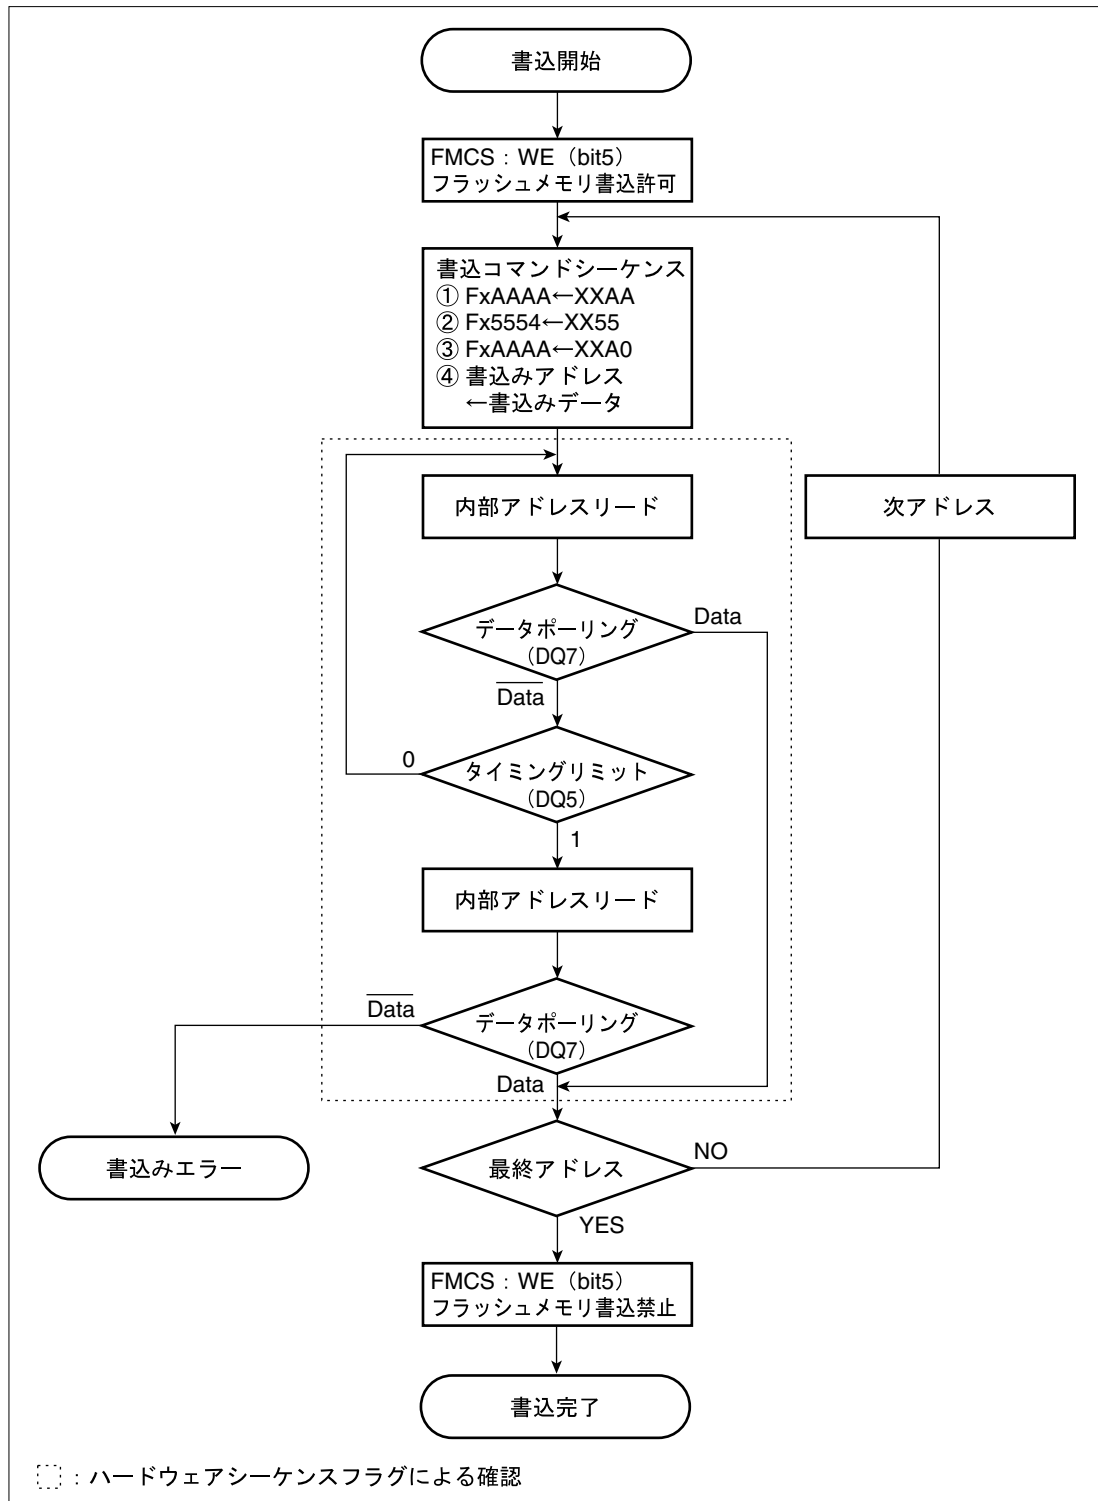 書込開始
FMCS：WE（bit5）
フラッシュメモリ書込許可
書込コマンドシーケンス
① FxAAAA←XXAA
② Fx5554←XX55
③ FxAAAA←XXA0
④ 書込みアドレス
←書込みデータ
内部アドレスリード
次アドレス
データポーリング
（DQ7）
Data
D̅a̅t̅a̅
タイミングリミット
（DQ5）
0
1
内部アドレスリード
データポーリング
（DQ7）
D̅a̅t̅a̅
Data
書込みエラー
最終アドレス
NO
YES
FMCS：WE（bit5）
フラッシュメモリ書込禁止
書込完了
：ハードウェアシーケンスフラグによる確認